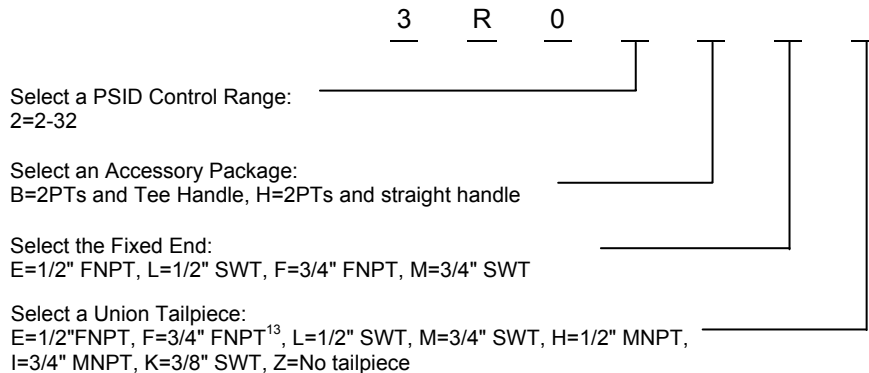 3 R 0
Select a PSID Control Range:
2=2-32
Select an Accessory Package:
B=2PTs and Tee Handle, H=2PTs and straight handle
Select the Fixed End:
E=1/2" FNPT, L=1/2" SWT, F=3/4" FNPT, M=3/4" SWT
Select a Union Tailpiece:
E=1/2"FNPT, F=3/4" FNPT13, L=1/2" SWT, M=3/4" SWT, H=1/2" MNPT,
I=3/4" MNPT, K=3/8" SWT, Z=No tailpiece